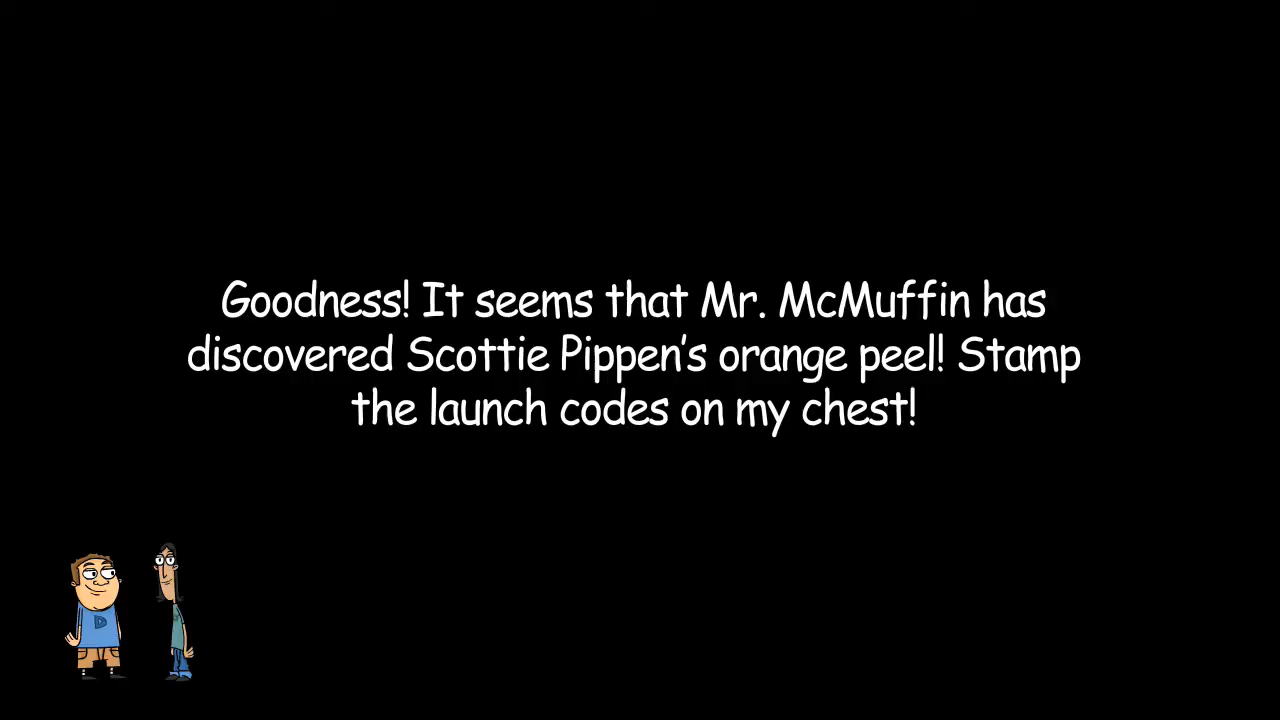 Goodness! It seems that Mr. McMuffin has
discovered Scottie Pippen’s orange peel! Stamp
the launch codes on my chest!
D